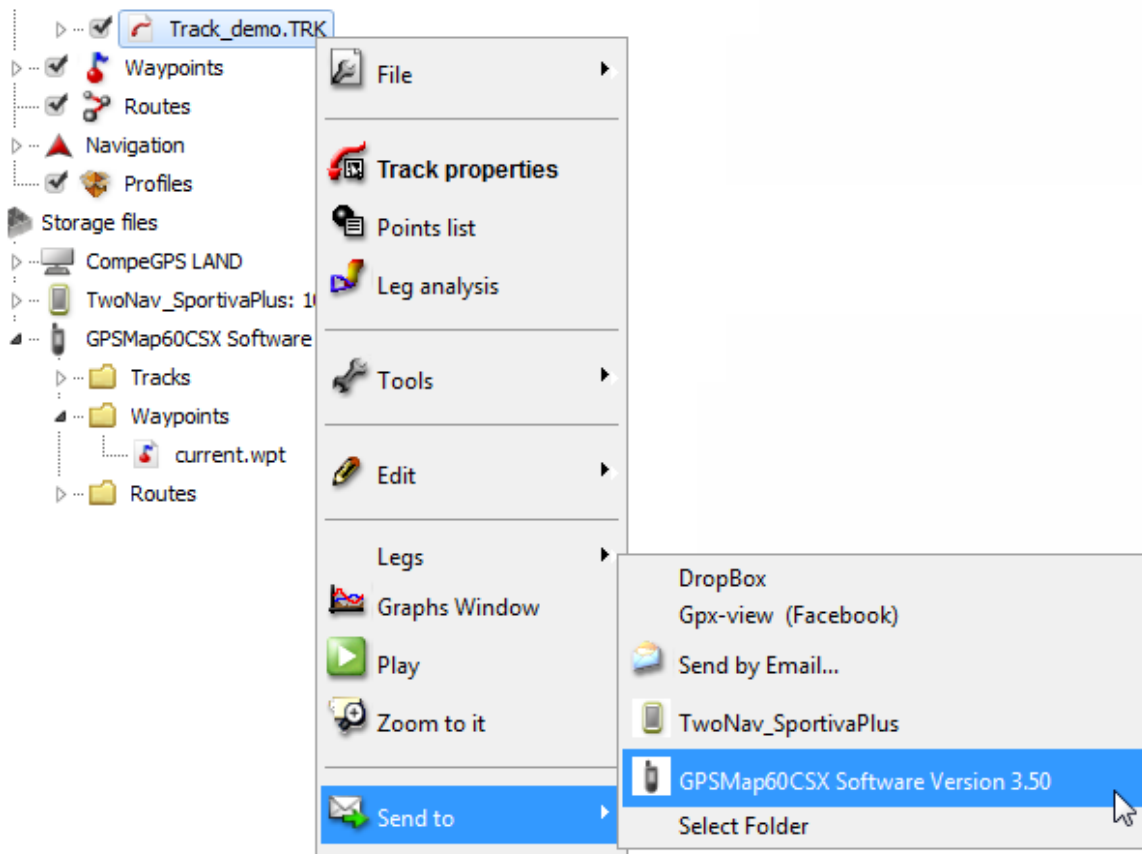 Track_demo.TRK
Waypoints
Routes
Navigation
Profiles
Storage files
CompeGPS LAND
TwoNav_SportivaPlus:
GPSMap60CSX Software
Tracks
Waypoints
current.wpt
Routes
File
Track properties
Points list
Leg analysis
Tools
Edit
Legs
Graphs Window
Play
Zoom to it
Send to
DropBox
Gpx-view (Facebook)
Send by Email...
TwoNav_SportivaPlus
GPSMap60CSX Software Version 3.50
Select Folder